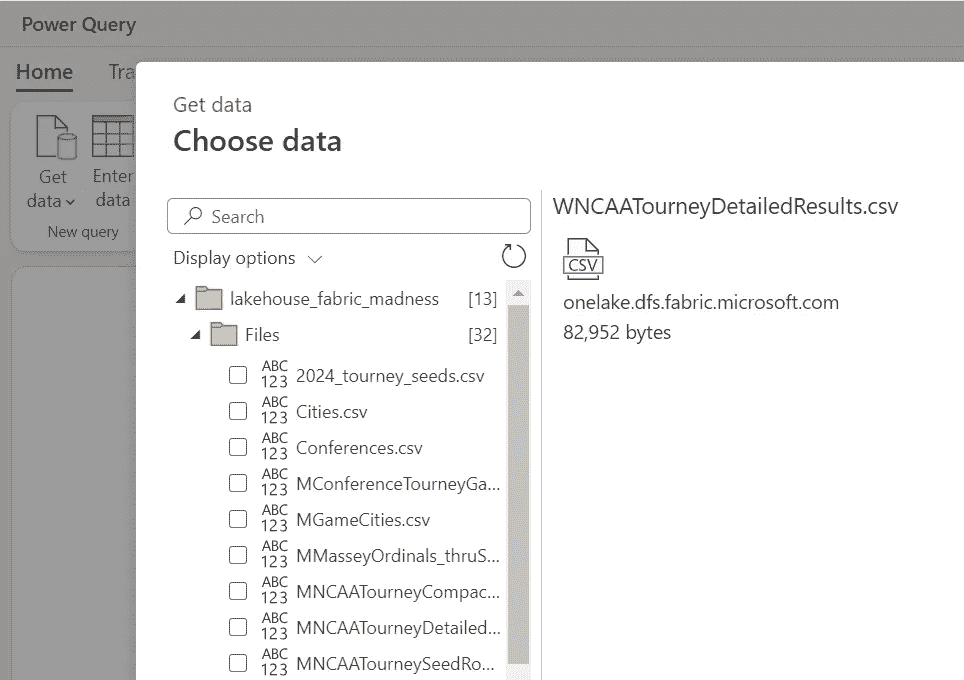 Power Query
Home Tra
Get data
Choose data
Get
data
Enter
data
New query
Search
Display options
lakehouse_fabric_madness [13]
Files [32]
ABC
123 2024_tourney_seeds.csv
ABC
123 Cities.csv
ABC
123 Conferences.csv
ABC
123 MConferenceTourneyGa...
ABC
123 MGameCities.csv
ABC
123 MMasseyOrdinals_thruS...
ABC
123 MNCAATourneyCompac...
ABC
123 MNCAATourneyDetailed...
ABC
123 MNCAATourneySeedRo...
WNCAATourneyDetailedResults.csv
CSV
onelake.dfs.fabric.microsoft.com
82,952 bytes